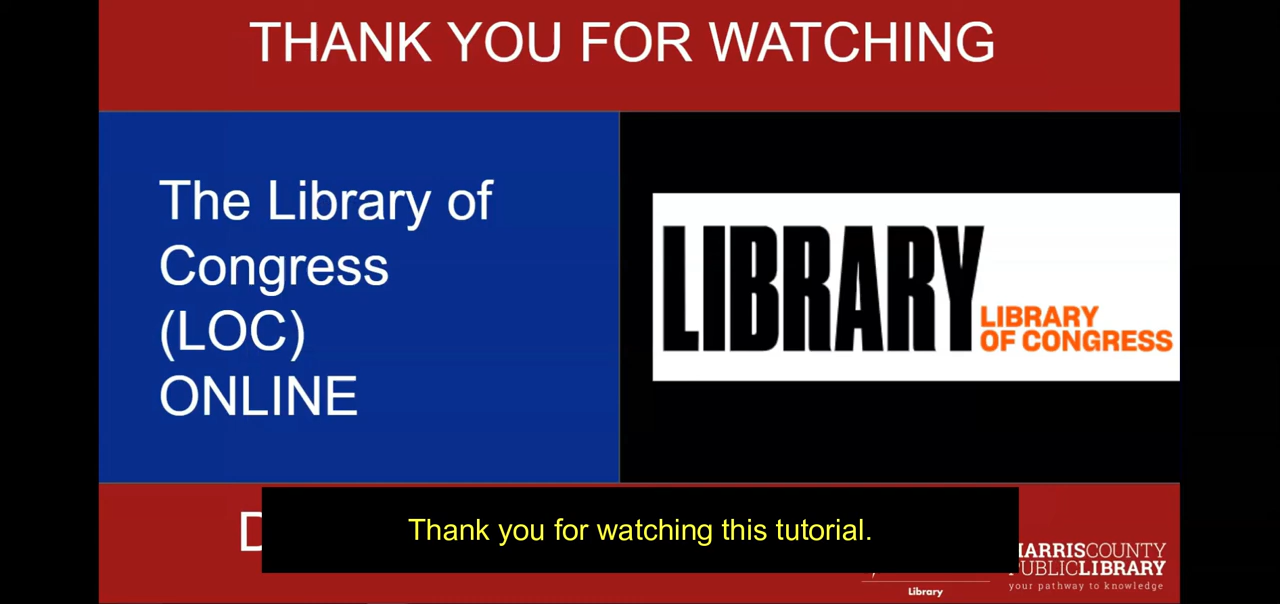 THANK YOU FOR WATCHING
The Library of
Congress
(LOC)
ONLINE
LIBRARY
LIBRARY
OF CONGRESS
Thank you for watching this tutorial.
Library
HARRISCOUNTY
PUBLICLIBRARY
your pathway to knowledge